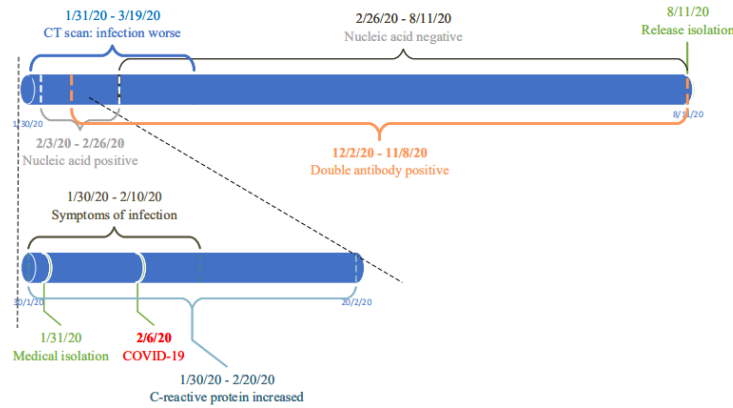 1/31/20 - 3/19/20
CT scan: infection worse
2/26/20 - 8/11/20
Nucleic acid negative
8/11/20
Release isolation
1/30/20
8/11/20
2/3/20 - 2/26/20
Nucleic acid positive
12/2/20 - 11/8/20
Double antibody positive
1/30/20 - 2/10/20
Symptoms of infection
30/1/20
20/2/20
1/31/20
Medical isolation
2/6/20
COVID-19
1/30/20 - 2/20/20
C-reactive protein increased